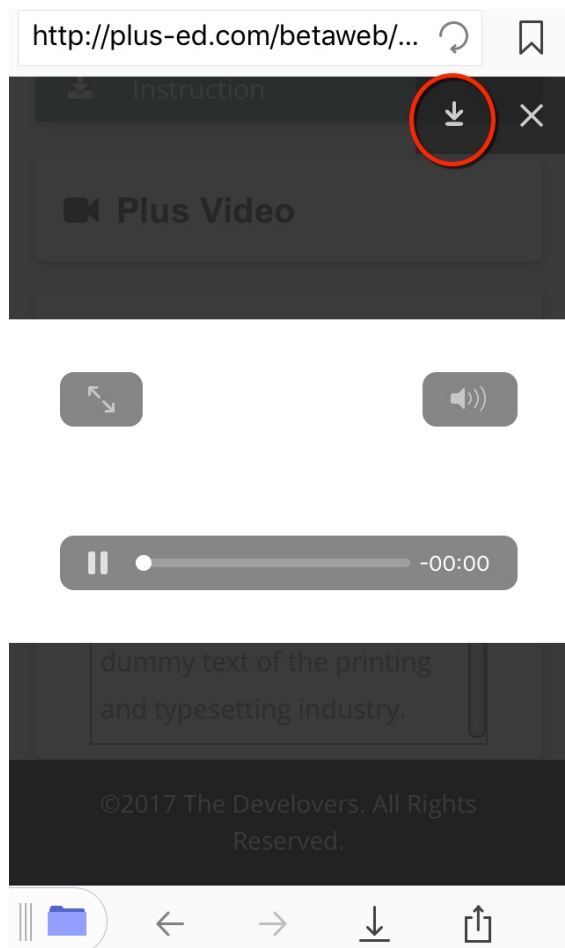 http://plus-ed.com/betaweb/...
Instruction
Plus Video
-00:00
dummy text of the printing
and typesetting industry.
©2017 The Develovers. All Rights
Reserved.